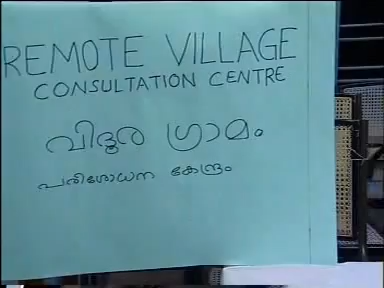 REMOTE VILLAGE
CONSULTATION CENTRE
വിദൂര ഗ്രാമം
പരിശോധന കേന്ദ്രം